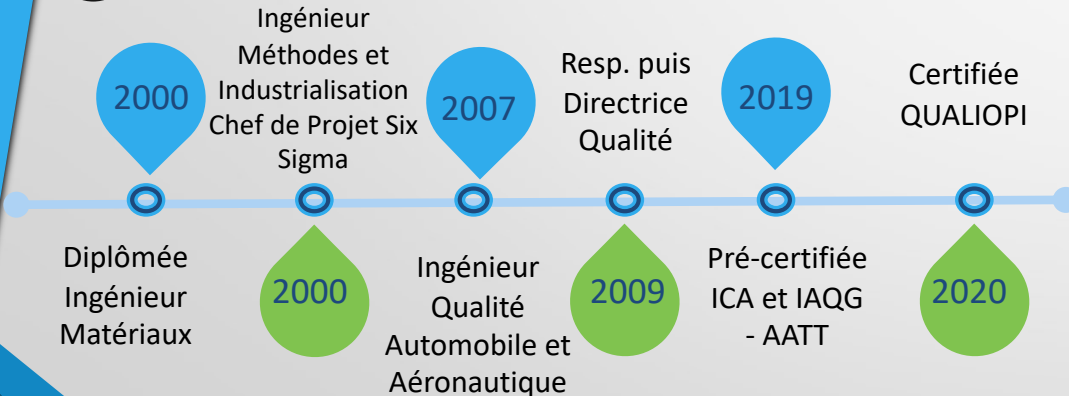 2000
Diplômée
Ingénieur
Matériaux
Ingénieur
Méthodes et
Industrialisation
Chef de Projet Six
Sigma
2000
2007
Ingénieur
Qualité
Automobile et
Aéronautique
Resp. puis
Directrice
Qualité
2009
2019
Pré-certifiée
ICA et IAQG
- AATT
Certifiée
QUALIOPI
2020